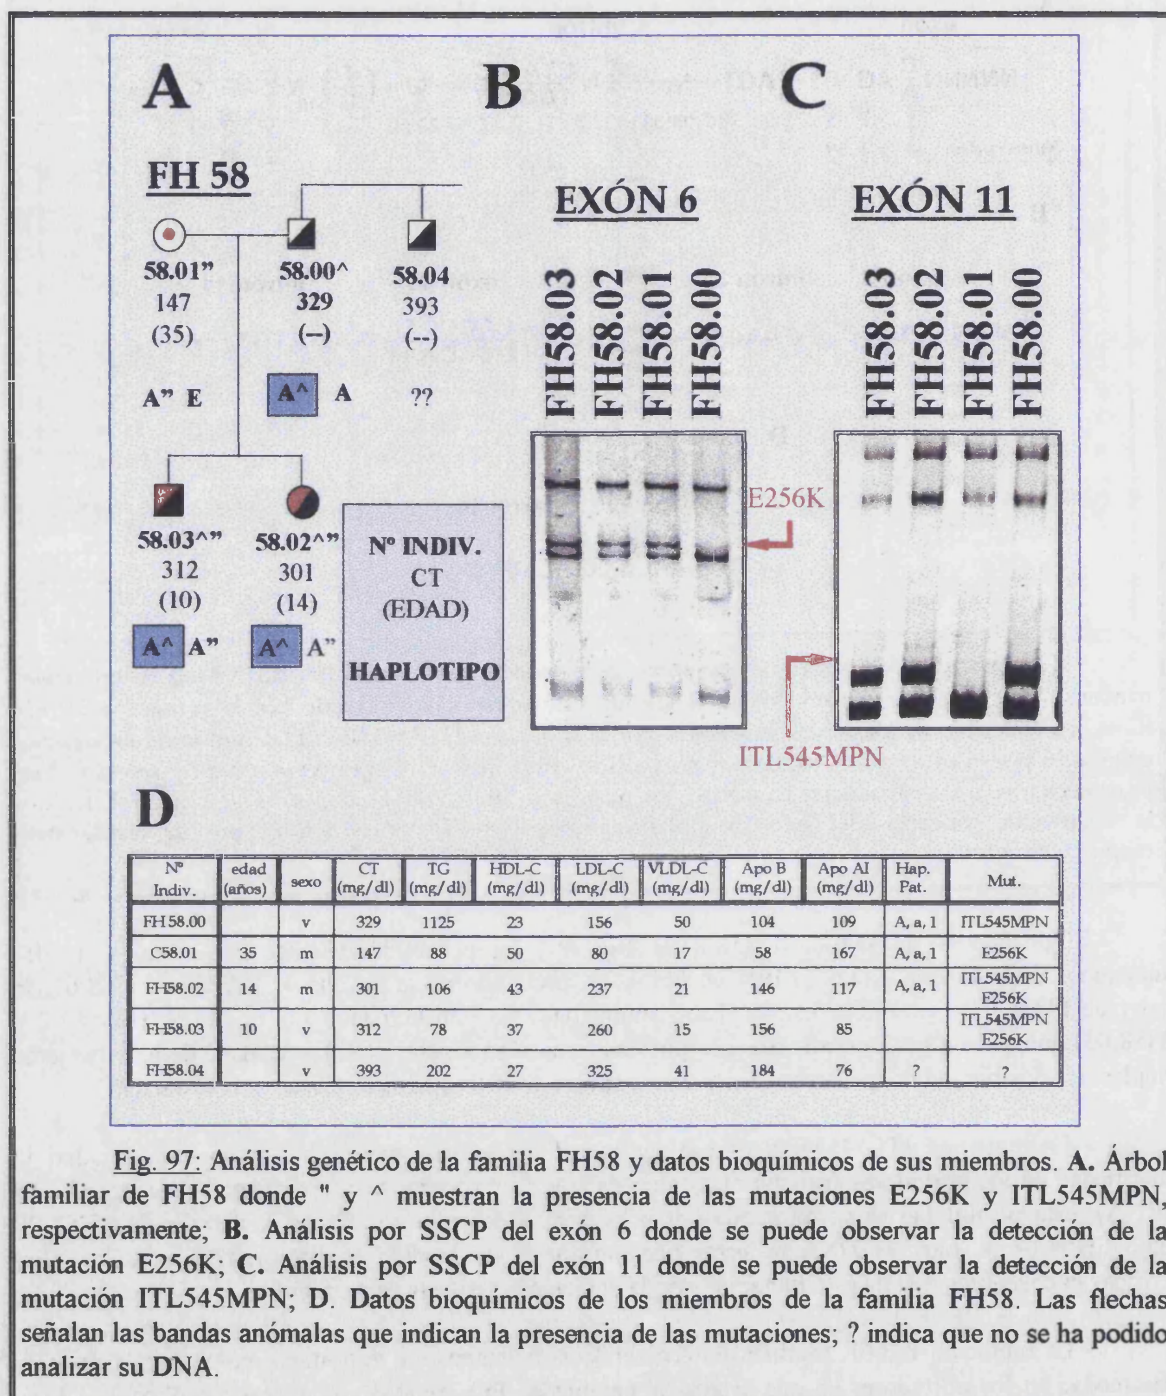 A
B
C
FH 58
EXÓN 6
EXÓN 11
58.01”
147
(35)
A” E
58.00^
329
(--)
A^ A
58.04
393
(--)
??
58.03^”
312
(10)
A^ A”
58.02^”
301
(14)
A^ A”
Nº INDIV.
CT
(EDAD)
HAPLOTIPO
FH58.03
FH58.02
FH58.01
FH58.00
E256K
FH58.03
FH58.02
FH58.01
FH58.00
ITL545MPN
D
Nº Indiv. edad (años) sexo CT (mg/dl) TG (mg/dl) HDL-C (mg/dl) LDL-C (mg/dl) VLDL-C (mg/dl) Apo B (mg/dl) Apo AI (mg/dl) Hap. Pat. Mut.
FH58.00 v 329 1125 23 156 50 104 109 A, a, 1 ITL545MPN
C58.01 35 m 147 88 50 80 17 58 167 A, a, 1 E256K
FH58.02 14 m 301 106 43 237 21 146 117 A, a, 1 ITL545MPN E256K
FH58.03 10 v 312 78 37 260 15 156 85 ITL545MPN E256K
FH58.04 v 393 202 27 325 41 184 76 ? ?
Fig. 97: Análisis genético de la familia FH58 y datos bioquímicos de sus miembros. A. Árbol
familiar de FH58 donde " y ^ muestran la presencia de las mutaciones E256K y ITL545MPN,
respectivamente; B. Análisis por SSCP del exón 6 donde se puede observar la detección de la
mutación E256K; C. Análisis por SSCP del exón 11 donde se puede observar la detección de la
mutación ITL545MPN; D. Datos bioquímicos de los miembros de la familia FH58. Las flechas
señalan las bandas anómalas que indican la presencia de las mutaciones; ? indica que no se ha podido
analizar su DNA.